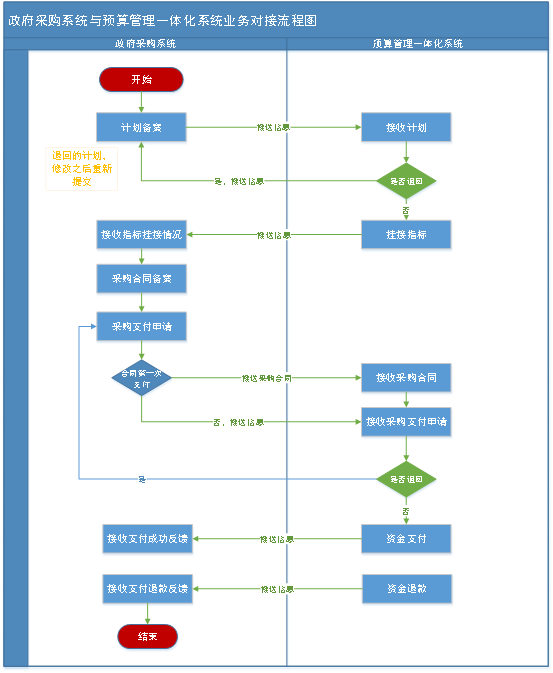 政府采购系统与预算管理一体化系统业务对接流程图
政府采购系统
预算管理一体化系统
开始
计划备案
推送信息
接收计划
退回的计划、
修改之后重新
提交
是，推送信息
是否退回
否
接收指标挂接情况
推送信息
挂接指标
采购合同备案
采购支付申请
合同第一次
支付
推送采购合同
接收采购合同
否，推送信息
接收采购支付申请
是
是否退回
否
接收支付成功反馈
推送信息
资金支付
接收支付退款反馈
推送信息
资金退款
结束